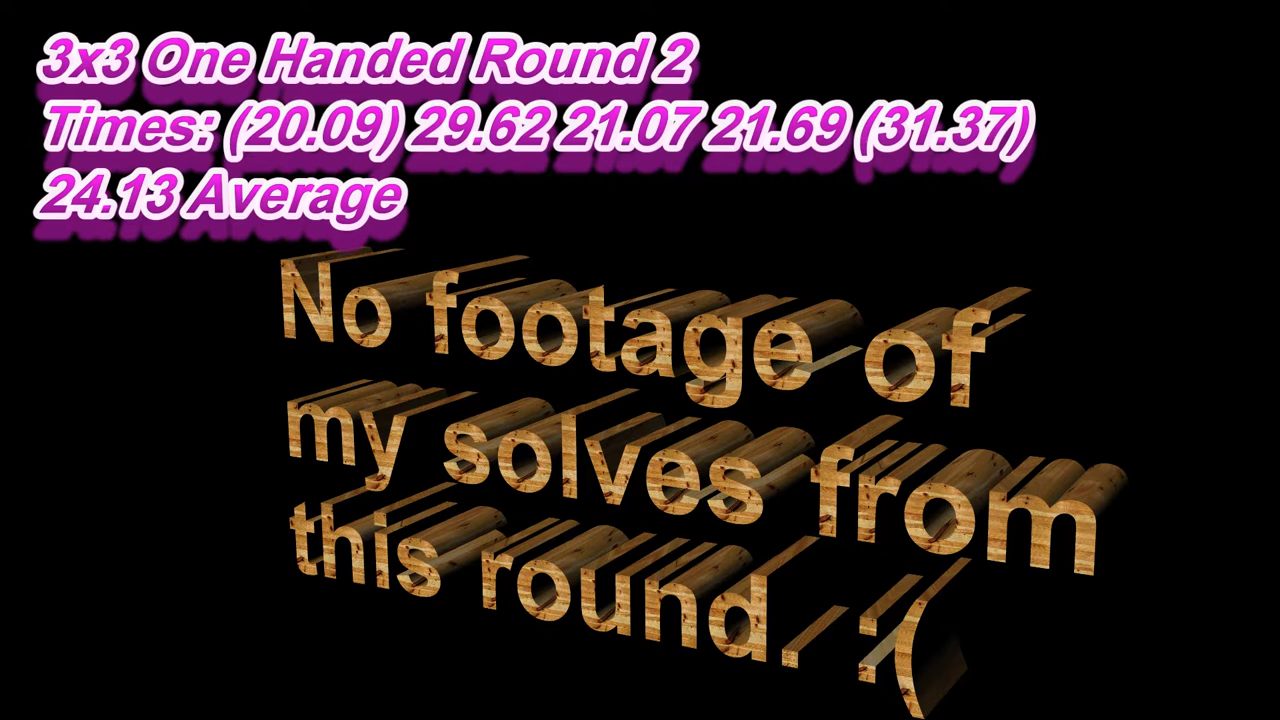 3x3 One Handed Round 2
Times: (20.09) 29.62 21.07 21.69 (31.37)
24.13 Average
No footage of
my solves from
this round. :(